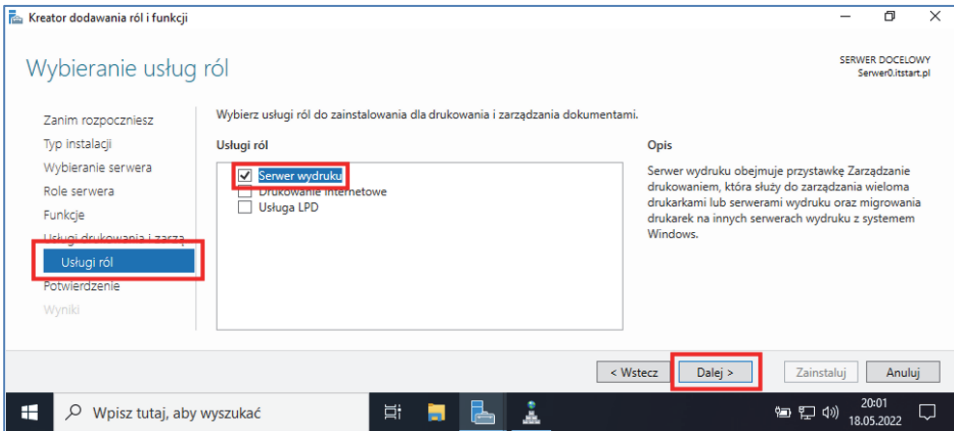 Kreator dodawania ról i funkcji
Wybieranie usług ról
SERWER DOCELOWY
Serwer0.itstart.pl
Zanim rozpoczniesz
Typ instalacji
Wybieranie serwera
Role serwera
Funkcje
Usługi drukowania i zarzą
Usługi ról
Potwierdzenie
Wyniki
Wybierz usługi ról do zainstalowania dla drukowania i zarządzania dokumentami.
Usługi ról
Serwer wydruku
Drukowanie internetowe
Usługa LPD
Opis
Serwer wydruku obejmuje przystawkę Zarządzanie
drukowaniem, która służy do zarządzania wieloma
drukarkami lub serwerami wydruku oraz migrowania
drukarek na innych serwerach wydruku z systemem
Windows.
< Wstecz
Dalej >
Zainstaluj
Anuluj
Wpisz tutaj, aby wyszukać
20:01
18.05.2022